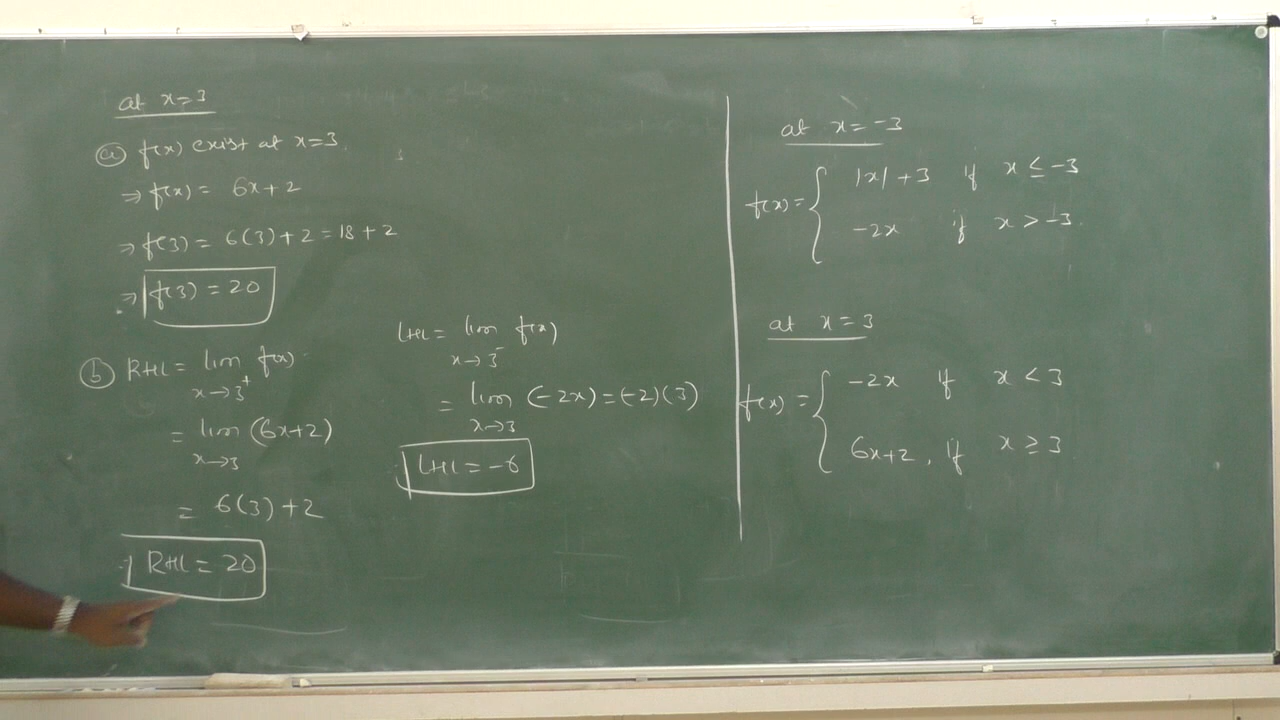 at x=3
ⓐ f(x) exist at x=3.
⇒ f(x) = 6x+2
⇒ f(3) = 6(3)+2 = 18+2
⇒ f(3) = 20
ⓑ RHL = lim f(x)
x→3⁺
= lim (6x+2)
x→3
= 6(3)+2
RHL = 20
LHL = lim f(x)
x→3⁻
= lim (-2x) = (-2)(3)
x→3
LHL = -6
at x=-3
f(x) = { |x|+3 if x ≤ -3
-2x if x > -3.
at x=3
f(x) = { -2x if x < 3
6x+2, if x ≥ 3